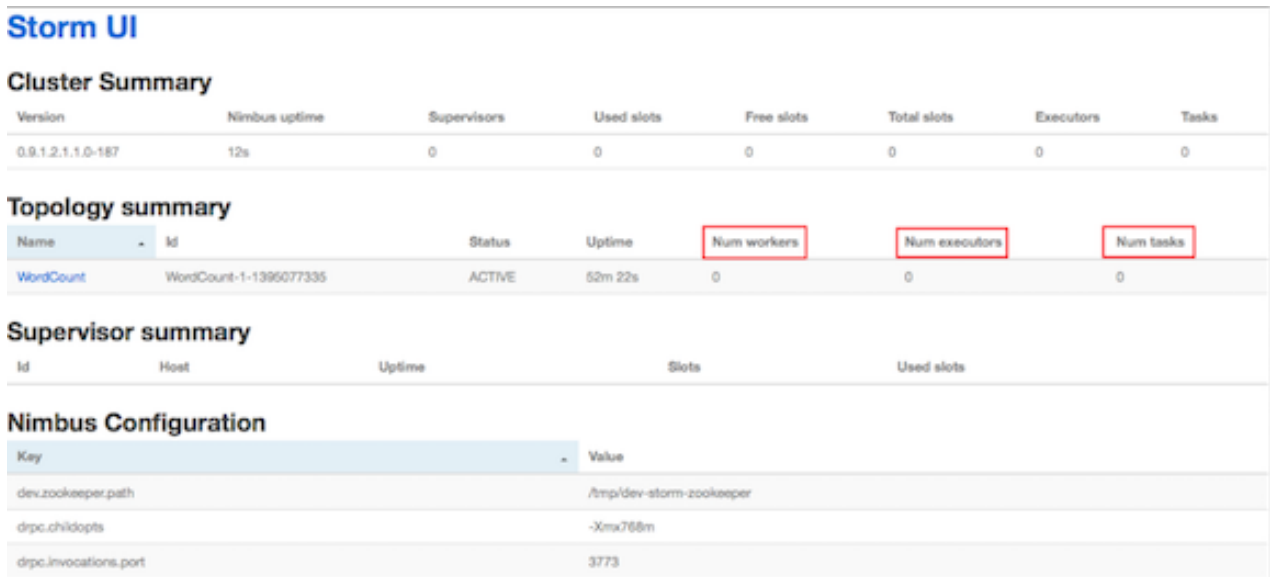 Storm UI
Cluster Summary
Version Nimbus uptime Supervisors Used slots Free slots Total slots Executors Tasks
0.9.1.2.1.1.0-187 12s 0 0 0 0 0 0
Topology summary
Name Id Status Uptime Num workers Num executors Num tasks
WordCount WordCount-1-1395077335 ACTIVE 52m 22s 0 0 0
Supervisor summary
Id Host Uptime Slots Used slots
Nimbus Configuration
Key Value
dev.zookeeper.path /tmp/dev-storm-zookeeper
drpc.childopts -Xmx768m
drpc.invocations.port 3773